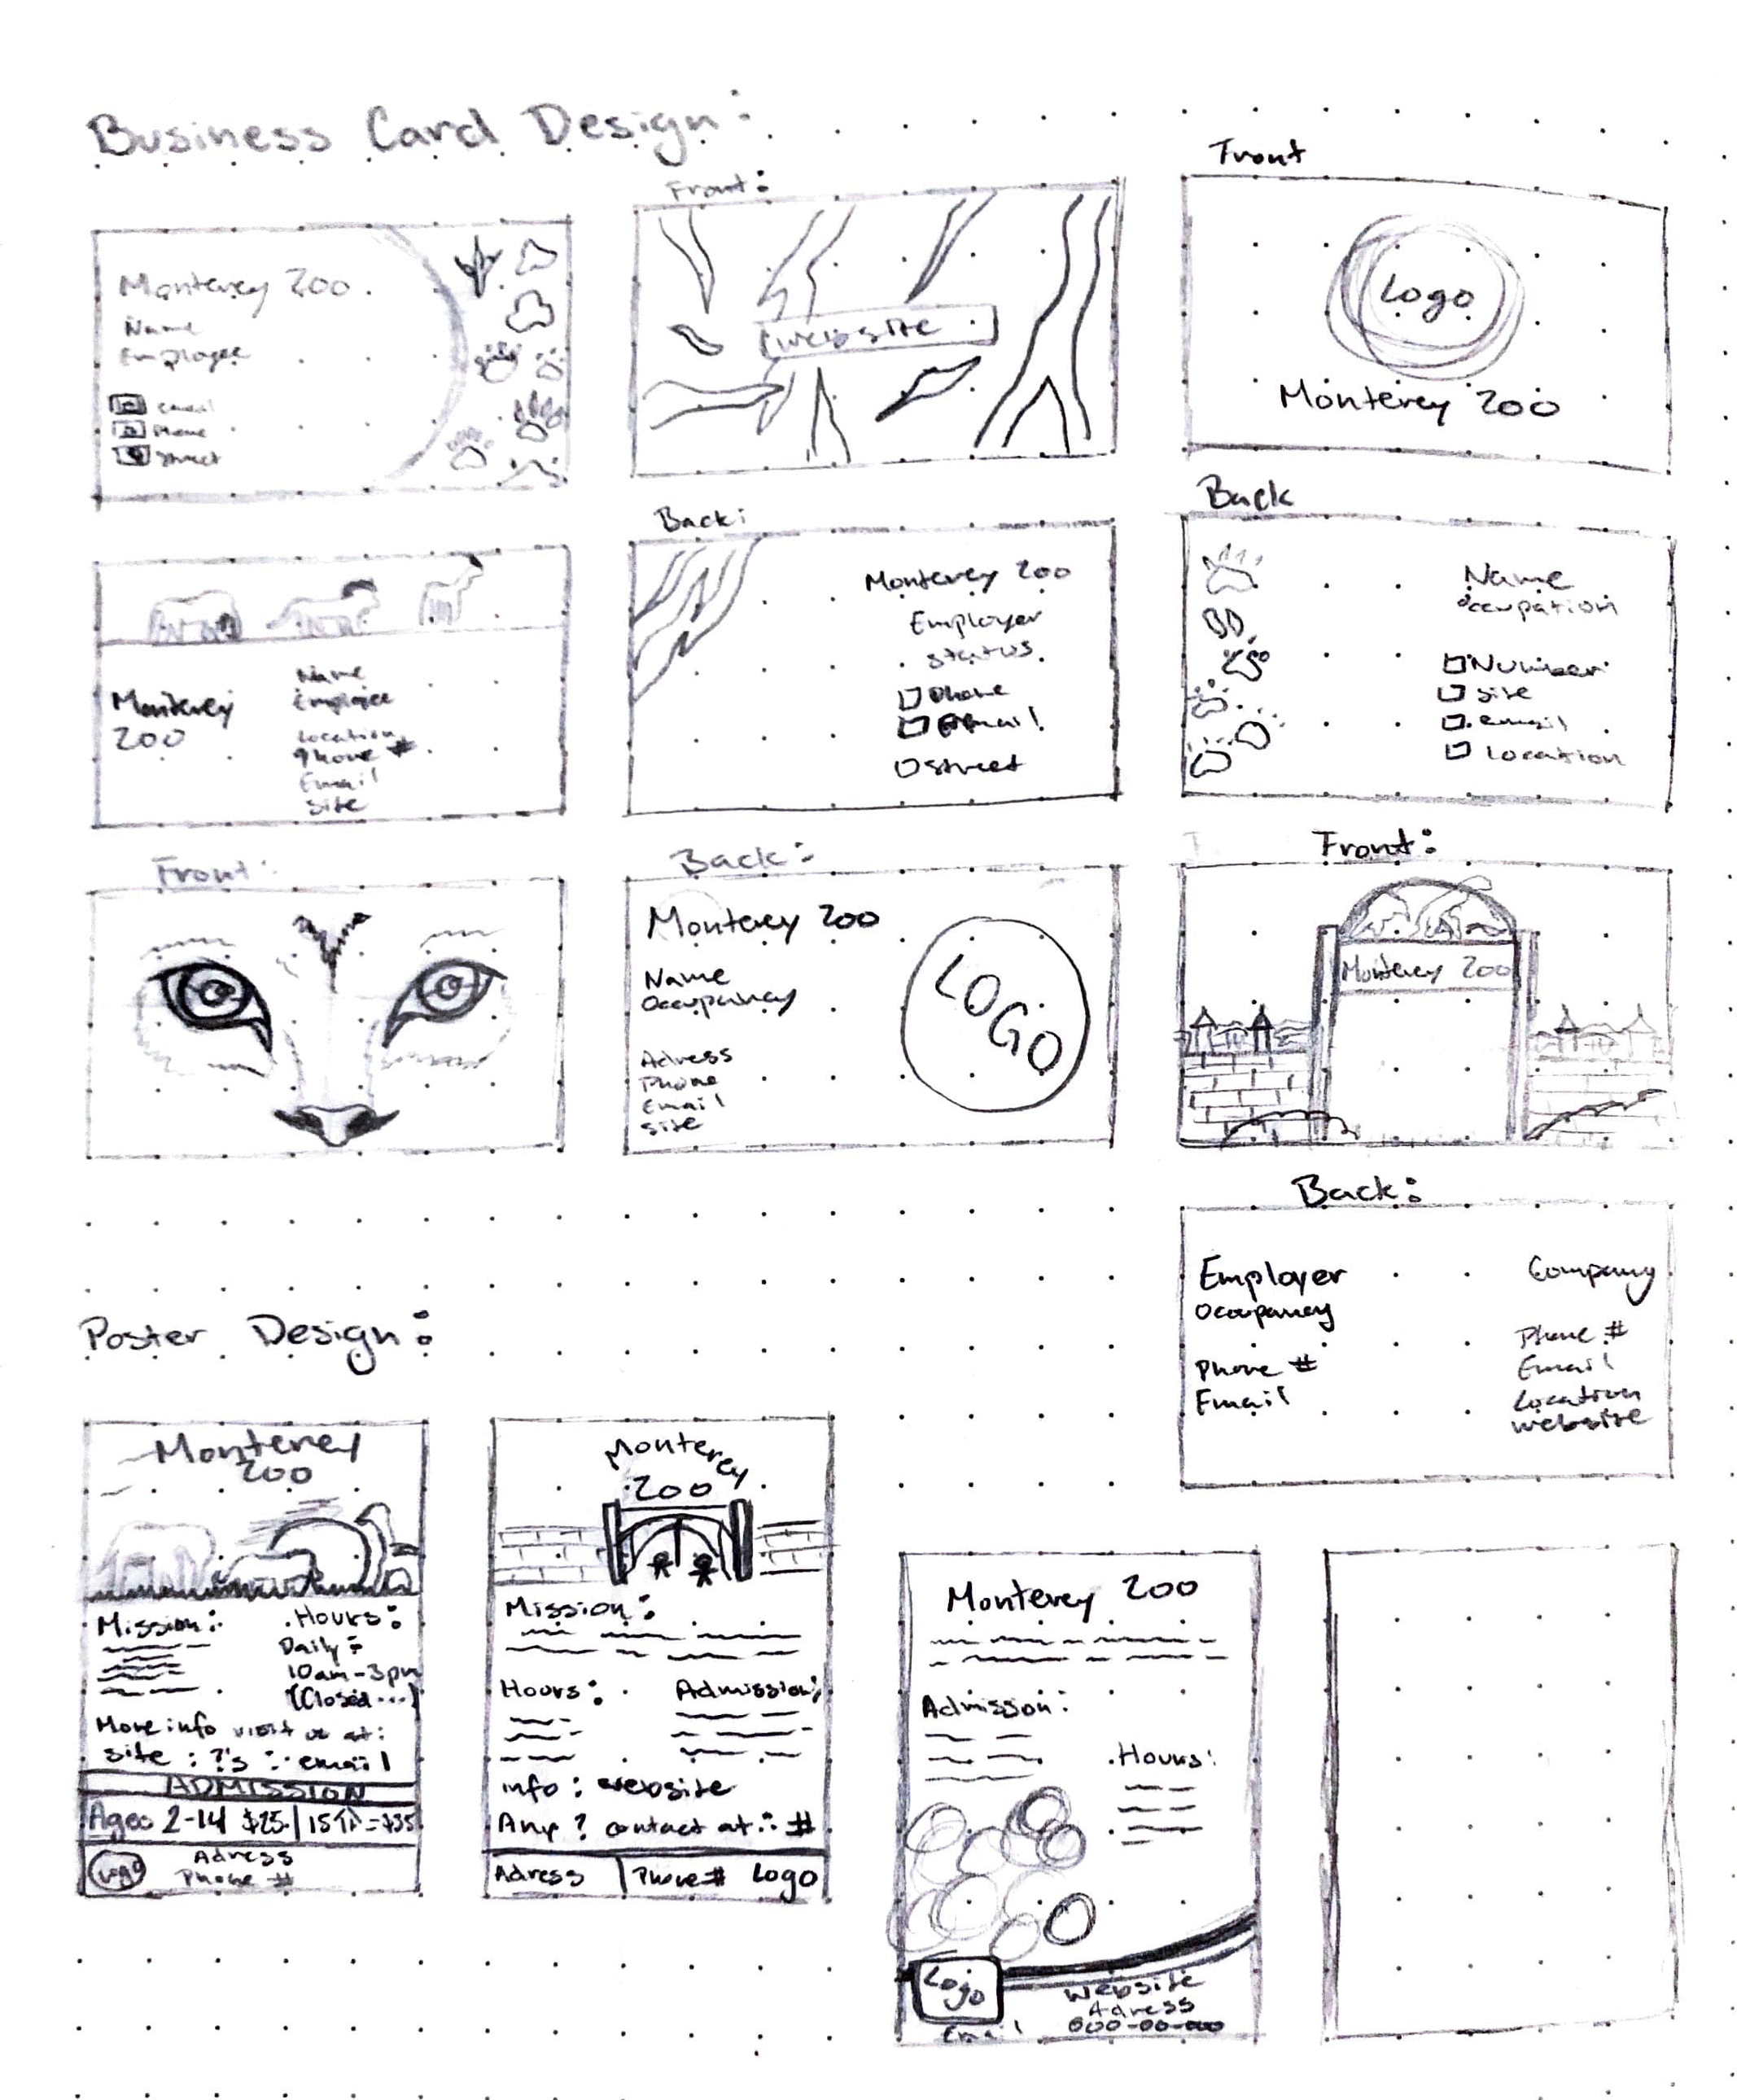 Business Card Design:
Monterey Zoo
Name
Employee
Email
Phone
Street
Front:
website
Front
Logo
Monterey Zoo
Monterey
Zoo
Name
Employee
Location
Phone #
Email
Site
Back:
Monterey Zoo
Employer
status
Phone
Email
Street
Back
Name
Occupation
Number
Site
email
Location
Front:
Back:
Monterey Zoo
Name
Occupancy
Adress
Phone
Email
Site
LOGO
Front:
Monterey Zoo
Back:
Employer
Occupancy
Phone #
Email
Company
Phone #
Email
Location
website
Poster Design:
Monterey
Zoo
Mission:
Hours:
Daily:
10am-3pm
(Closed...)
More info visit us at:
site : ?'s : email
ADMISSION
Ages 2-14 $25 | 15↑ = $35
Logo
Adress
Phone #
Monterey
Zoo
Mission:
Hours:
Admission:
info : website
Any ? contact at : #
Adress | Phone # Logo
Monterey Zoo
Admission:
Hours:
Logo
Email
Website
Adress
000-00-000